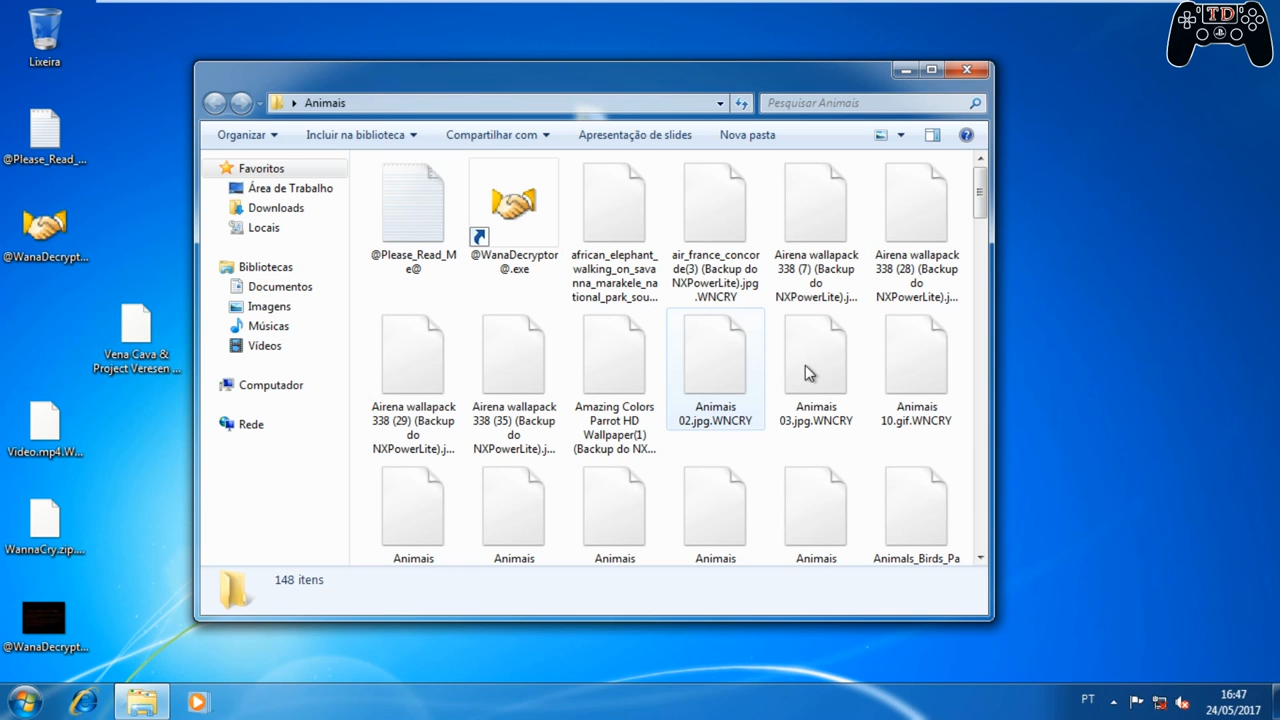 TD
Lixeira
@Please_Read_...
@WanaDecrypt...
Vena Cava &
Project Veresen ...
Video.mp4.W...
WannaCry.zip....
@WanaDecrypt...
Animais
Pesquisar Animais
Organizar
Incluir na biblioteca
Compartilhar com
Apresentação de slides
Nova pasta
Favoritos
Área de Trabalho
Downloads
Locais
Bibliotecas
Documentos
Imagens
Músicas
Vídeos
Computador
Rede
@Please_Read_M
e@
@WanaDecryptor
@.exe
african_elephant_
walking_on_sava
nna_marakele_na
tional_park_sou...
air_france_concor
de(3) (Backup do
NXPowerLite).jpg
.WNCRY
Airena wallapack
338 (7) (Backup
do
NXPowerLite).j...
Airena wallapack
338 (28) (Backup
do
NXPowerLite).j...
Airena wallapack
338 (29) (Backup
do
NXPowerLite).j...
Airena wallapack
338 (35) (Backup
do
NXPowerLite).j...
Amazing Colors
Parrot HD
Wallpaper(1)
(Backup do NX...
Animais
02.jpg.WNCRY
Animais
03.jpg.WNCRY
Animais
10.gif.WNCRY
Animais
Animais
Animais
Animais
Animais
Animals_Birds_Pa
148 itens
PT
16:47
24/05/2017